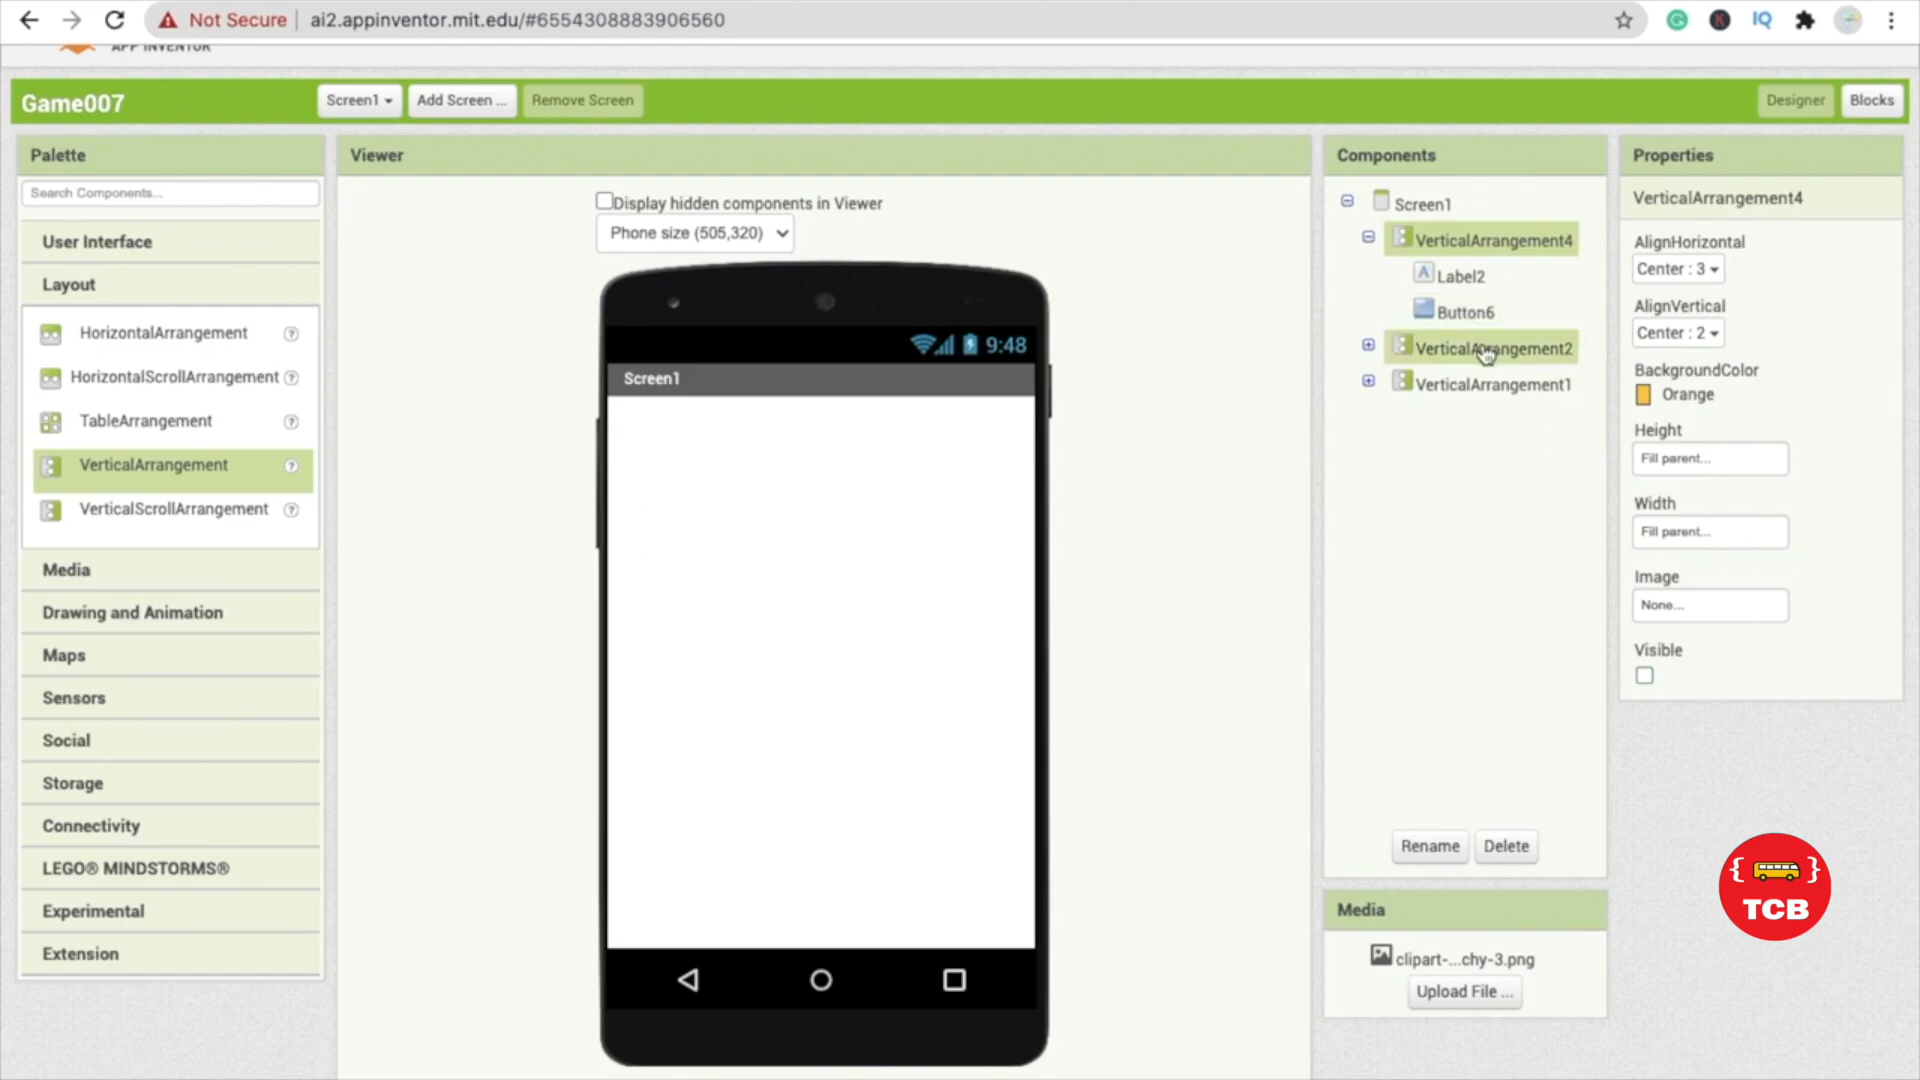 Not Secure ai2.appinventor.mit.edu/#6554308883906560
IQ
APP INVENTOR
Game007
Screen1
Add Screen ...
Remove Screen
Designer
Blocks
Palette
Search Components...
User Interface
Layout
HorizontalArrangement
HorizontalScrollArrangement
TableArrangement
VerticalArrangement
VerticalScrollArrangement
Media
Drawing and Animation
Maps
Sensors
Social
Storage
Connectivity
LEGO® MINDSTORMS®
Experimental
Extension
Viewer
Display hidden components in Viewer
Phone size (505,320)
9:48
Screen1
Components
Screen1
VerticalArrangement4
A Label2
Button6
VerticalArrangement2
VerticalArrangement1
Rename
Delete
Media
clipart-...chy-3.png
Upload File ...
Properties
VerticalArrangement4
AlignHorizontal
Center : 3
AlignVertical
Center : 2
BackgroundColor
Orange
Height
Fill parent...
Width
Fill parent...
Image
None...
Visible
{ }
TCB